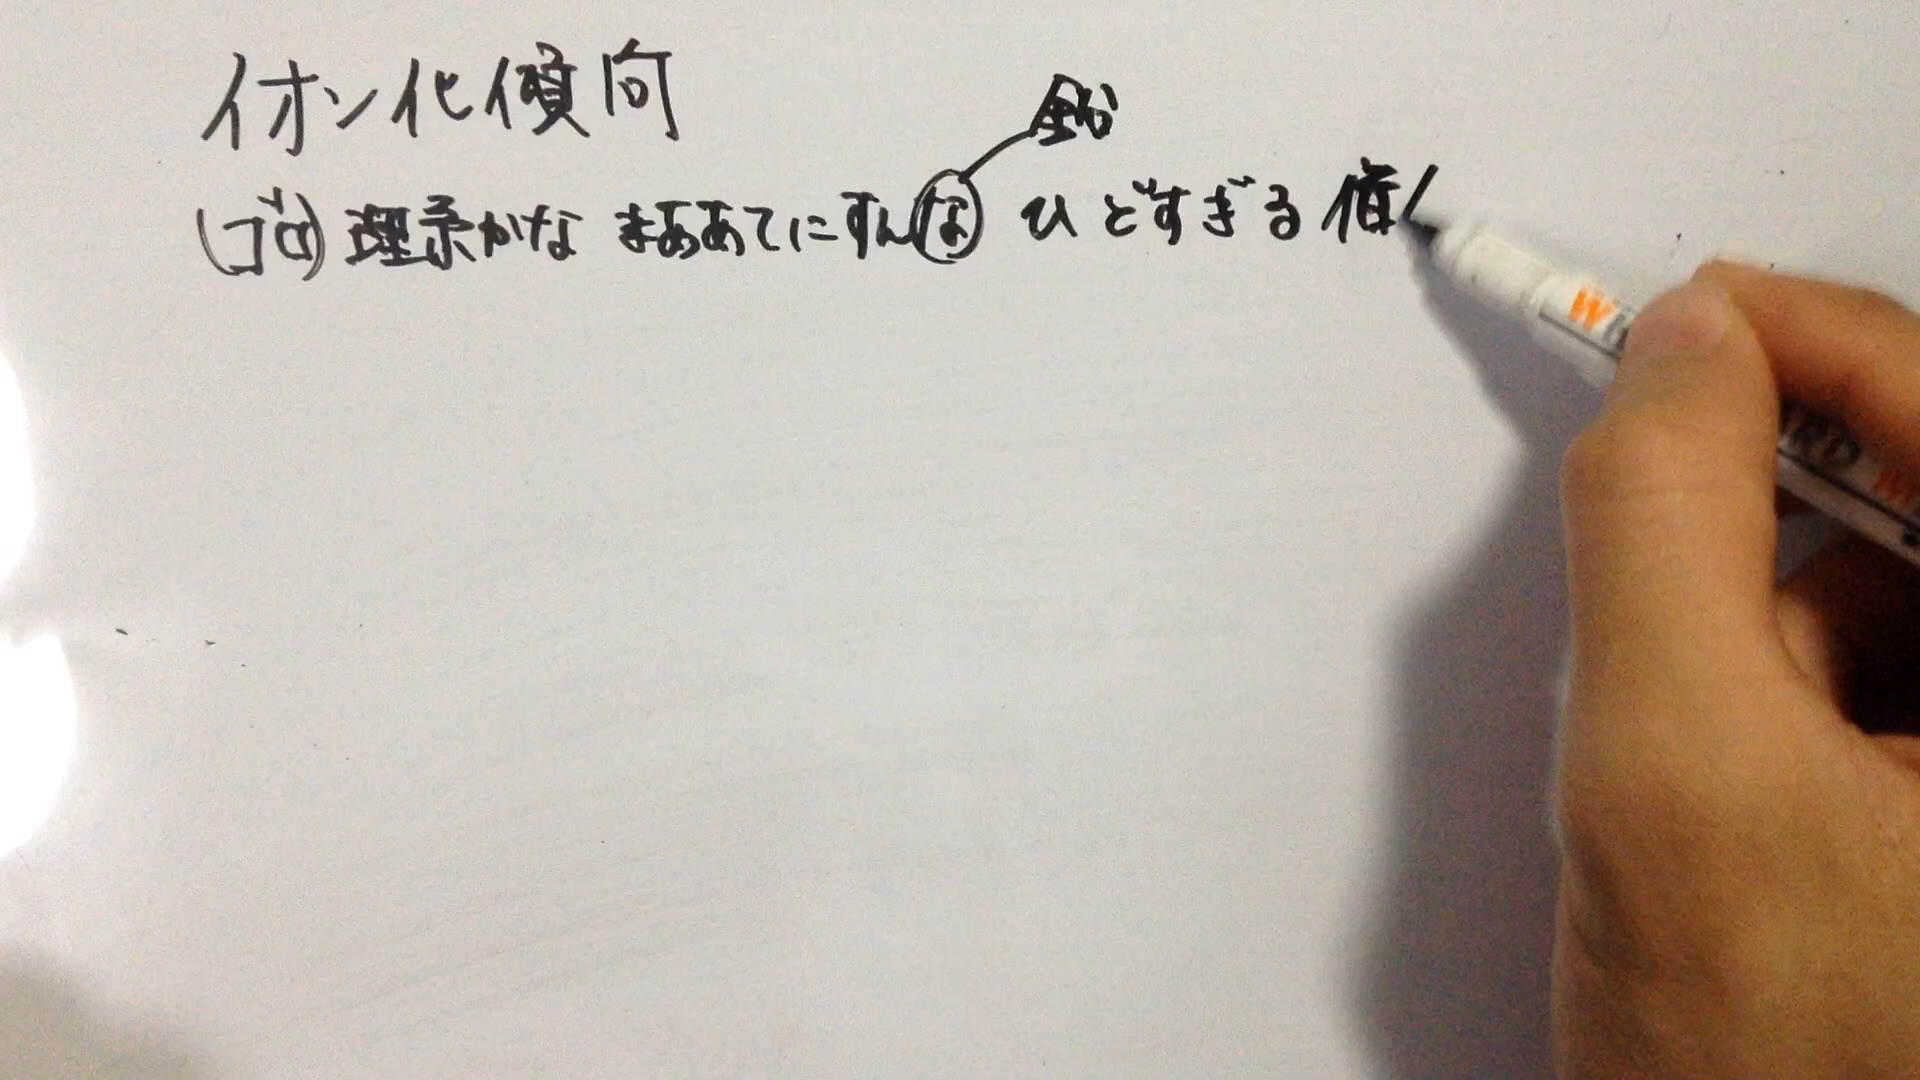 イオン化傾向
鉛
(ゴロ) 理系かな まああてにすんな ひどすぎる 借
W